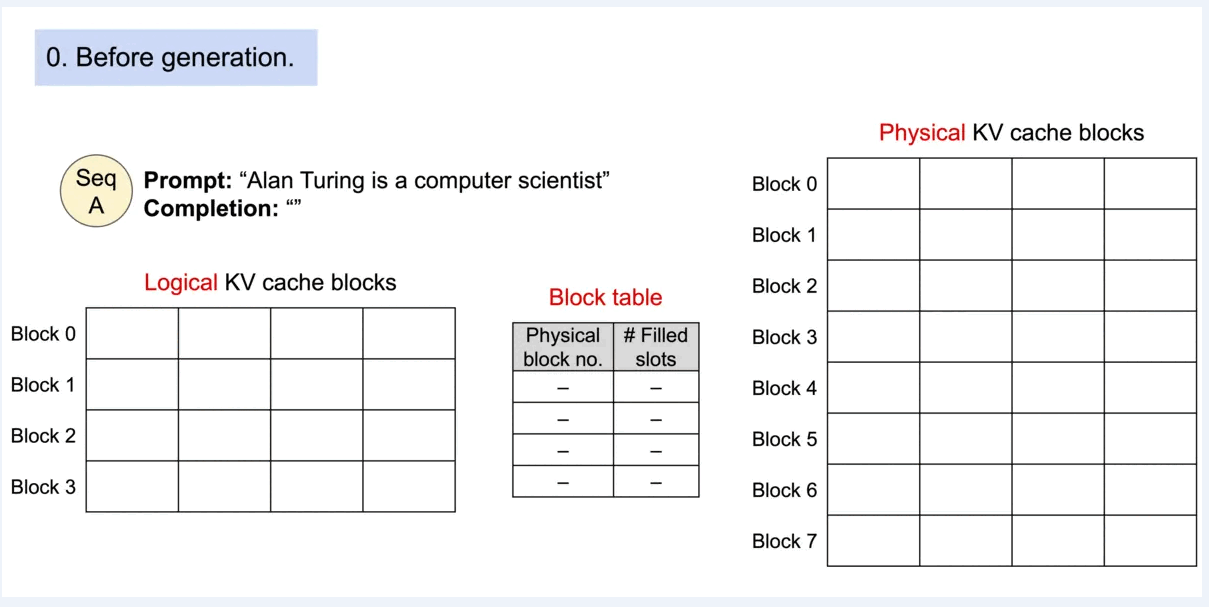 0. Before generation.
Seq
A
Prompt: “Alan Turing is a computer scientist”
Completion: “”
Logical KV cache blocks
Block 0
Block 1
Block 2
Block 3
Block table
Physical block no.
# Filled slots
– –
– –
– –
– –
Physical KV cache blocks
Block 0
Block 1
Block 2
Block 3
Block 4
Block 5
Block 6
Block 7